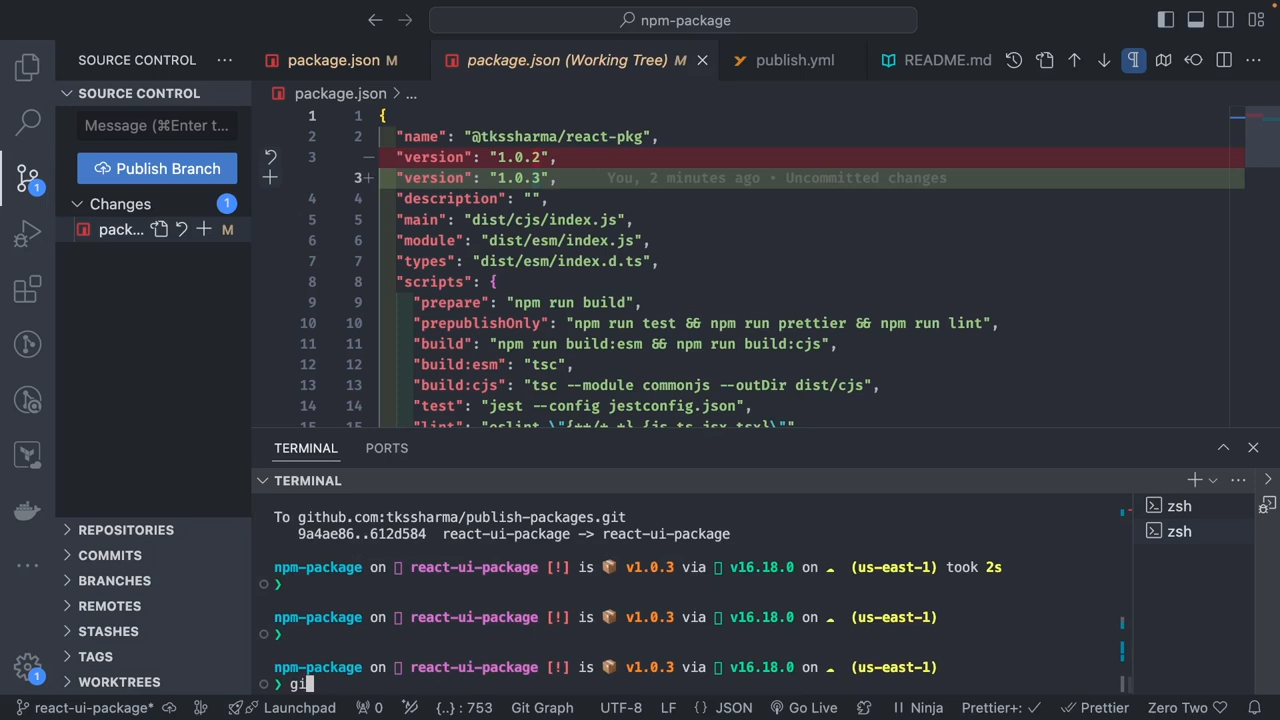 npm-package
SOURCE CONTROL
package.json M
package.json (Working Tree) M
publish.yml
README.md
SOURCE CONTROL
Message (⌘Enter t...
Publish Branch
1
Changes 1
pack... M
1
package.json > ...
1 1 {
2 2 "name": "@tkssharma/react-pkg",
3 − "version": "1.0.2",
3+ "version": "1.0.3", You, 2 minutes ago • Uncommitted changes
4 4 "description": "",
5 5 "main": "dist/cjs/index.js",
6 6 "module": "dist/esm/index.js",
7 7 "types": "dist/esm/index.d.ts",
8 8 "scripts": {
9 9 "prepare": "npm run build",
10 10 "prepublishOnly": "npm run test && npm run prettier && npm run lint",
11 11 "build": "npm run build:esm && npm run build:cjs",
12 12 "build:esm": "tsc",
13 13 "build:cjs": "tsc --module commonjs --outDir dist/cjs",
14 14 "test": "jest --config jestconfig.json",
REPOSITORIES
COMMITS
BRANCHES
REMOTES
STASHES
TAGS
WORKTREES
1
TERMINAL PORTS
TERMINAL
To github.com:tkssharma/publish-packages.git
9a4ae86..612d584 react-ui-package -> react-ui-package
npm-package on react-ui-package [!] is 📦 v1.0.3 via v16.18.0 on ☁ (us-east-1) took 2s
❯
npm-package on react-ui-package [!] is 📦 v1.0.3 via v16.18.0 on ☁ (us-east-1)
❯
npm-package on react-ui-package [!] is 📦 v1.0.3 via v16.18.0 on ☁ (us-east-1)
❯ gi
zsh
zsh
react-ui-package* Launchpad 0 {..} : 753 Git Graph UTF-8 LF {} JSON Go Live Ninja Prettier+: ✓ Prettier Zero Two ♡